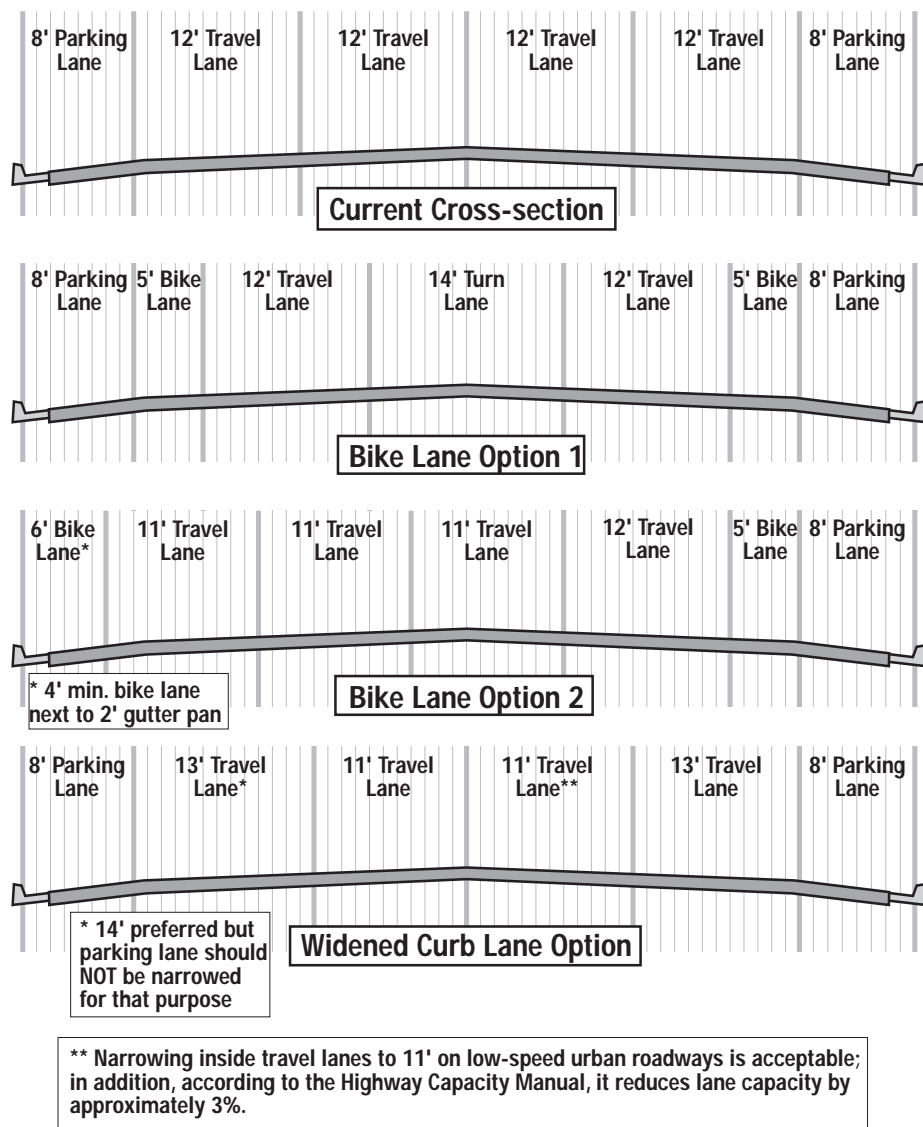 8' Parking Lane
12' Travel Lane
12' Travel Lane
12' Travel Lane
12' Travel Lane
8' Parking Lane
Current Cross-section
8' Parking Lane
5' Bike Lane
12' Travel Lane
14' Turn Lane
12' Travel Lane
5' Bike Lane
8' Parking Lane
Bike Lane Option 1
6' Bike Lane*
11' Travel Lane
11' Travel Lane
11' Travel Lane
12' Travel Lane
5' Bike Lane
8' Parking Lane
* 4' min. bike lane
next to 2' gutter pan
Bike Lane Option 2
8' Parking Lane
13' Travel Lane*
11' Travel Lane
11' Travel Lane**
13' Travel Lane
8' Parking Lane
* 14' preferred but
parking lane should
NOT be narrowed
for that purpose
Widened Curb Lane Option
** Narrowing inside travel lanes to 11' on low-speed urban roadways is acceptable;
in addition, according to the Highway Capacity Manual, it reduces lane capacity by
approximately 3%.